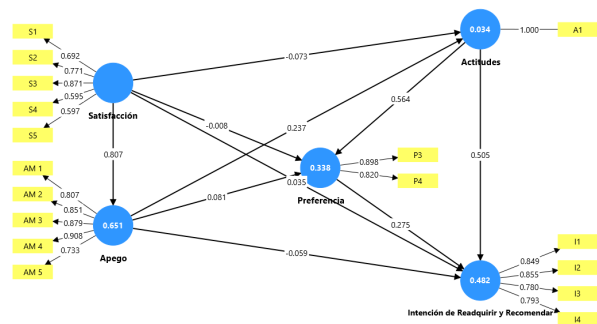 S1
S2
S3
S4
S5
0.692
0.771
0.871
0.595
0.597
Satisfacción
0.034
Actitudes
1.000
A1
-0.073
0.564
0.237
-0.008
0.807
0.035
0.505
0.338
Preferencia
0.898
0.820
P3
P4
AM 1
AM 2
AM 3
AM 4
AM 5
0.807
0.851
0.879
0.908
0.733
0.651
Apego
0.081
0.275
-0.059
0.482
Intención de Readquirir y Recomendar
0.849
0.855
0.780
0.793
I1
I2
I3
I4